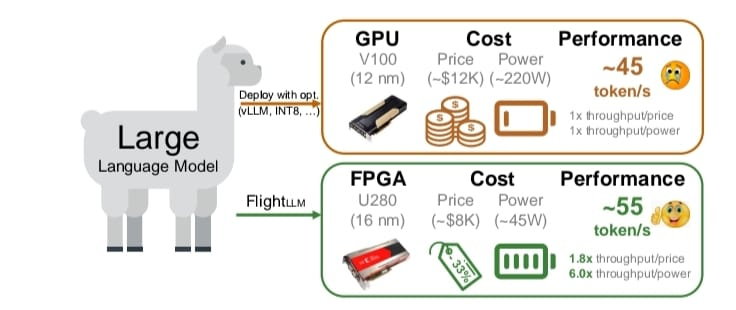 Large
Language Model
Deploy with opt.
(vLLM, INT8, ...)
GPU
V100
(12 nm)
Cost
Price
(~$12K)
Power
(~220W)
$
$
$
Performance
~45
token/s
1x throughput/price
1x throughput/power
FlightLLM
FPGA
U280
(16 nm)
Cost
Price
(~$8K)
Power
(~45W)
-33%
Performance
~55
token/s
1.8x throughput/price
6.0x throughput/power